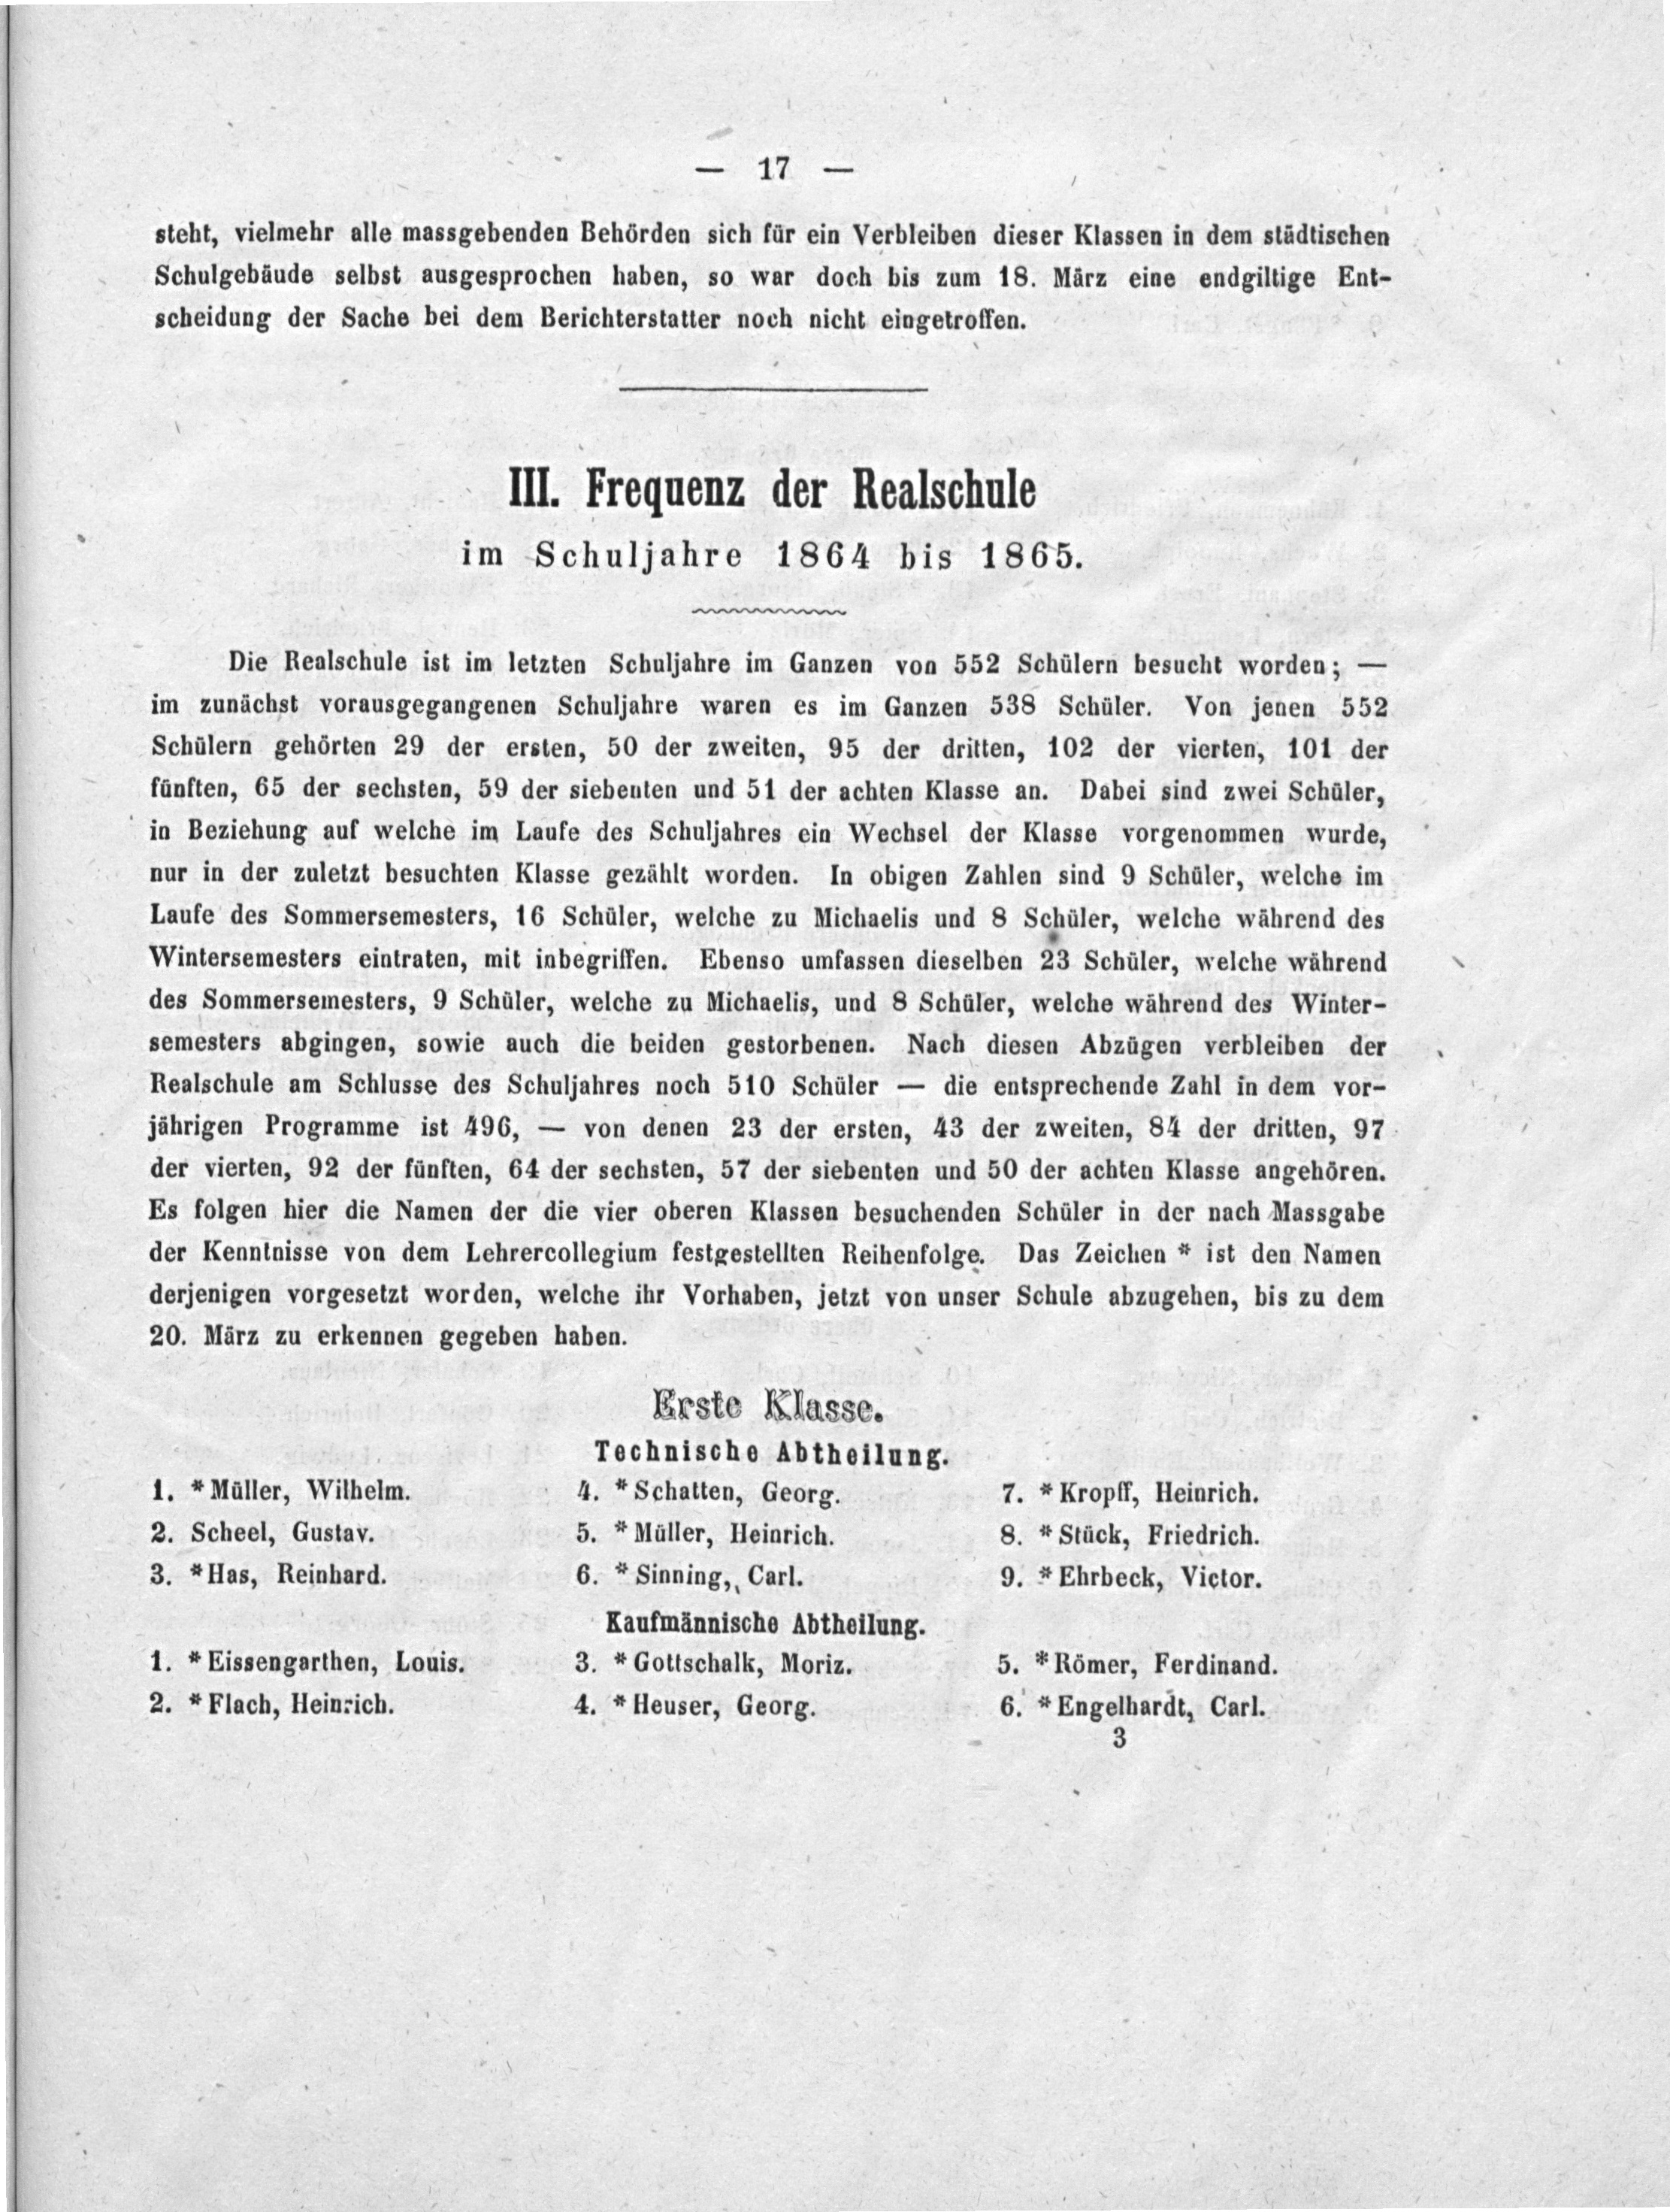 — 17 —
steht, vielmehr alle massgebenden Behörden sich für ein Verbleiben dieser Klassen in dem städtischen
Schulgebäude selbst ausgesprochen haben, so war doch bis zum 18. März eine endgiltige Ent-
scheidung der Sache bei dem Berichterstatter noch nicht eingetroffen.
III. Frequenz der Realschule
im Schuljahre 1864 bis 1865.
Die Realschule ist im letzten Schuljahre im Ganzen von 552 Schülern besucht worden; —
im zunächst vorausgegangenen Schuljahre waren es im Ganzen 538 Schüler. Von jenen 552
Schülern gehörten 29 der ersten, 50 der zweiten, 95 der dritten, 102 der vierten, 101 der
fünften, 65 der sechsten, 59 der siebenten und 51 der achten Klasse an. Dabei sind zwei Schüler,
in Beziehung auf welche im Laufe des Schuljahres ein Wechsel der Klasse vorgenommen wurde,
nur in der zuletzt besuchten Klasse gezählt worden. In obigen Zahlen sind 9 Schüler, welche im
Laufe des Sommersemesters, 16 Schüler, welche zu Michaelis und 8 Schüler, welche während des
Wintersemesters eintraten, mit inbegriffen. Ebenso umfassen dieselben 23 Schüler, welche während
des Sommersemesters, 9 Schüler, welche zu Michaelis, und 8 Schüler, welche während des Winter-
semesters abgingen, sowie auch die beiden gestorbenen. Nach diesen Abzügen verbleiben der
Realschule am Schlusse des Schuljahres noch 510 Schüler — die entsprechende Zahl in dem vor-
jährigen Programme ist 496, — von denen 23 der ersten, 43 der zweiten, 84 der dritten, 97
der vierten, 92 der fünften, 64 der sechsten, 57 der siebenten und 50 der achten Klasse angehören.
Es folgen hier die Namen der die vier oberen Klassen besuchenden Schüler in der nach Massgabe
der Kenntnisse von dem Lehrercollegium festgestellten Reihenfolge. Das Zeichen * ist den Namen
derjenigen vorgesetzt worden, welche ihr Vorhaben, jetzt von unser Schule abzugehen, bis zu dem
20. März zu erkennen gegeben haben.
Erste Klasse.
Technische Abtheilung.
1. *Müller, Wilhelm. 4. *Schatten, Georg. 7. *Kropff, Heinrich.
2. Scheel, Gustav. 5. *Müller, Heinrich. 8. *Stück, Friedrich.
3. *Has, Reinhard. 6. *Sinning, Carl. 9. *Ehrbeck, Victor.
Kaufmännische Abtheilung.
1. *Eissengarthen, Louis. 3. *Gottschalk, Moriz. 5. *Römer, Ferdinand.
2. *Flach, Heinrich. 4. *Heuser, Georg. 6. *Engelhardt, Carl.
3